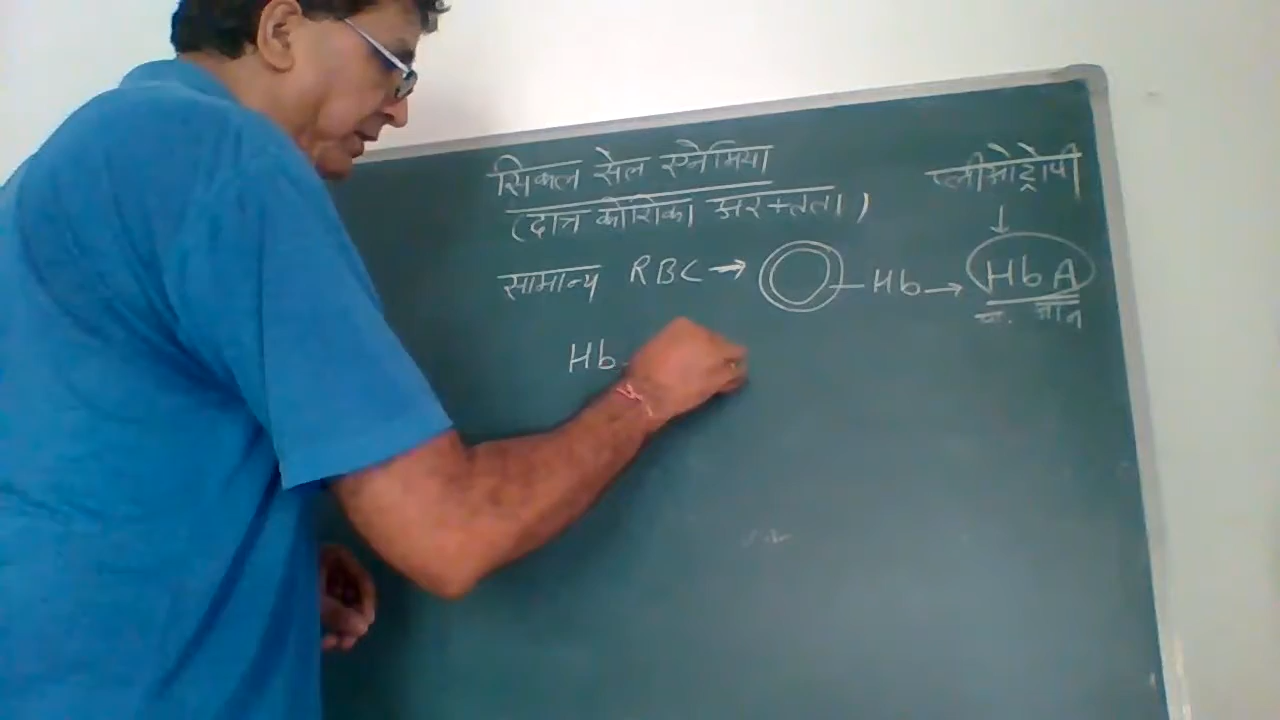 सिकल सेल एनेमिया
प्लीओट्रोपी
(दात्र कोशिका अरक्तता)
सामान्य RBC → Hb → HbA
जीन
Hb